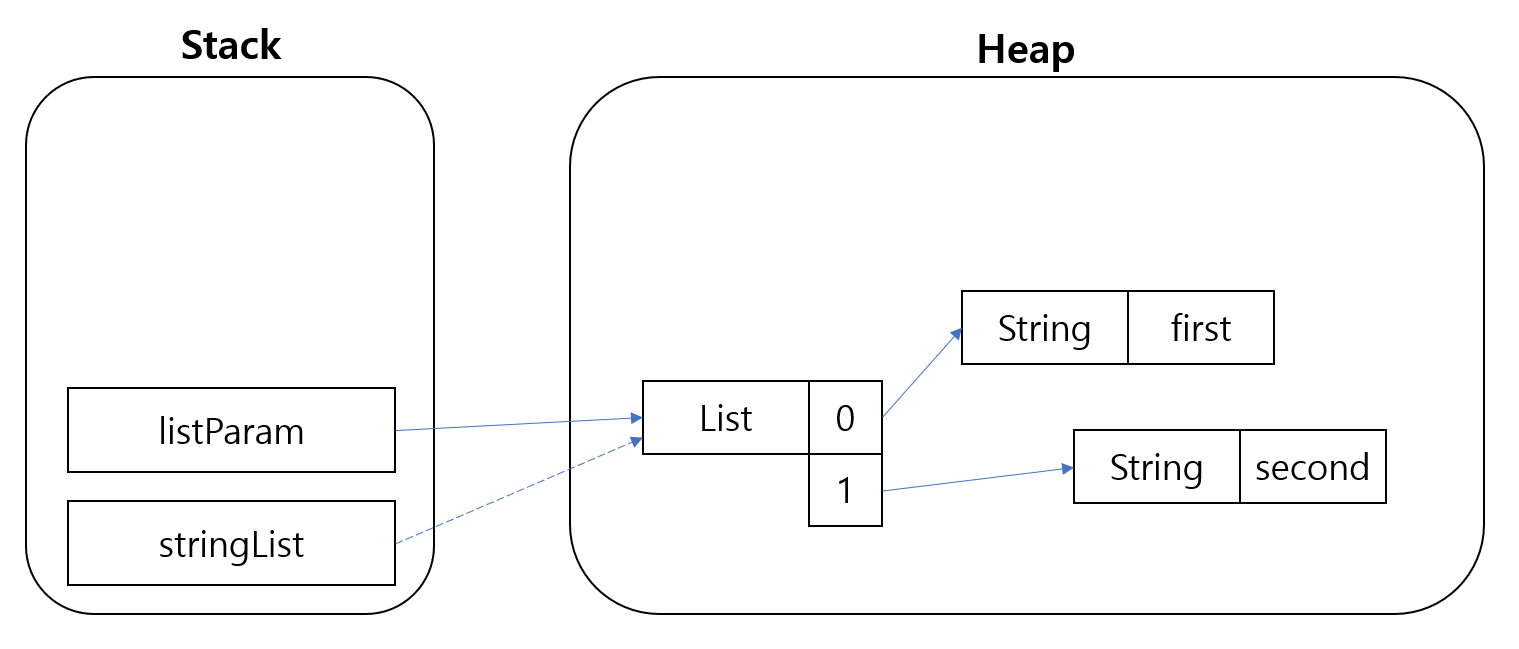 Stack
Heap
listParam
stringList
List 0
1
String first
String second